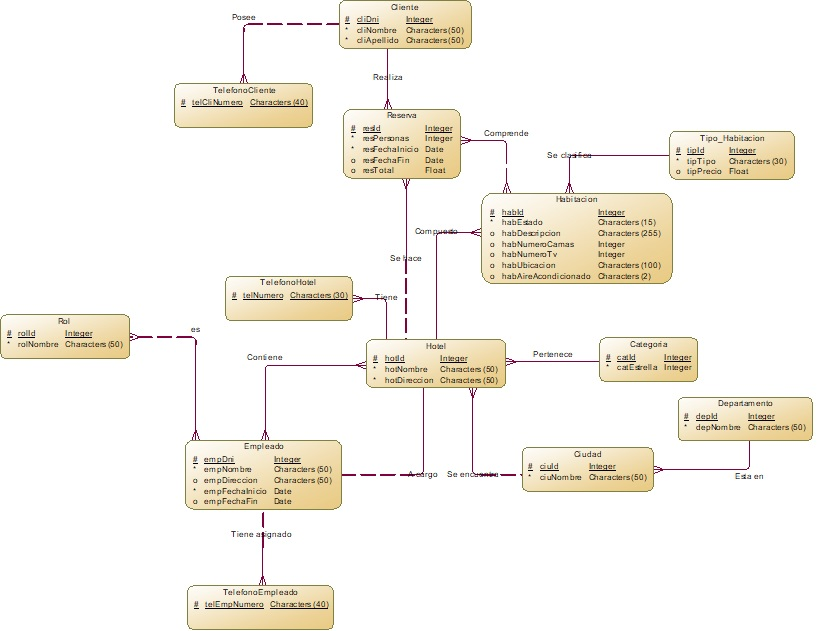 Cliente
# cliDni Integer
* cliNombre Characters (50)
* cliApellido Characters (50)
Posee
TelefonoCliente
# telCliNumero Characters (40)
Realiza
Reserva
# resId Integer
* resPersonas Integer
* resFechaInicio Date
o resFechaFin Date
o resTotal Float
Comprende
Se clasifica
Tipo_Habitacion
# tipId Integer
* tipTipo Characters (30)
o tipPrecio Float
Habitacion
# habId Integer
* habEstado Characters (15)
o habDescripcion Characters (255)
o habNumeroCamas Integer
o habNumeroTv Integer
o habUbicacion Characters (100)
o habAireAcondicionado Characters (2)
Compuesto
Se hace
TelefonoHotel
# telNumero Characters (30)
Tiene
Rol
# rolId Integer
* rolNombre Characters (50)
es
Contiene
Hotel
# hotId Integer
* hotNombre Characters (50)
* hotDireccion Characters (50)
Pertenece
Categoria
# catId Integer
* catEstrella Integer
Departamento
# depId Integer
* depNombre Characters (50)
Empleado
# empDni Integer
* empNombre Characters (50)
o empDireccion Characters (50)
* empFechaInicio Date
o empFechaFin Date
A cargo
Se encuentra
Ciudad
# ciuId Integer
* ciuNombre Characters (50)
Esta en
Tiene asignado
TelefonoEmpleado
# telEmpNumero Characters (40)